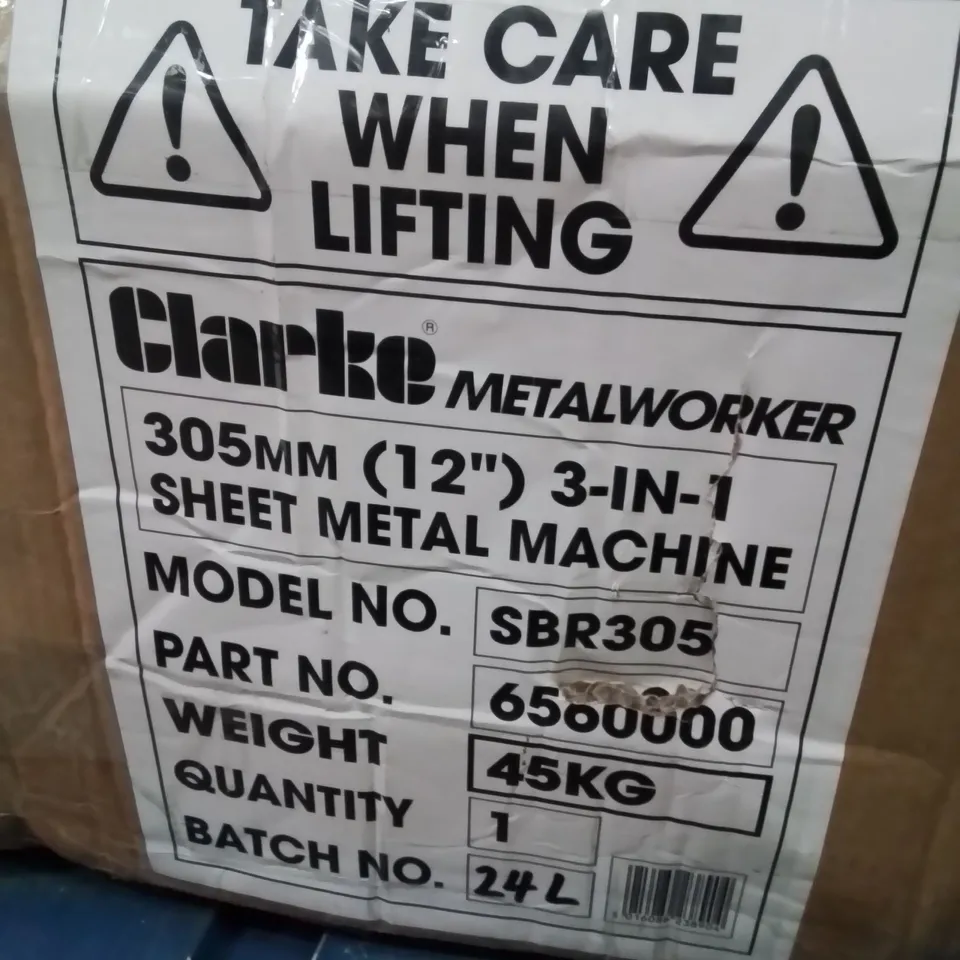 TAKE CARE
WHEN
LIFTING
Clarke® METALWORKER
305MM (12") 3-IN-1
SHEET METAL MACHINE
MODEL NO. SBR305
PART NO. 6560000
WEIGHT 45KG
QUANTITY 1
BATCH NO. 24L